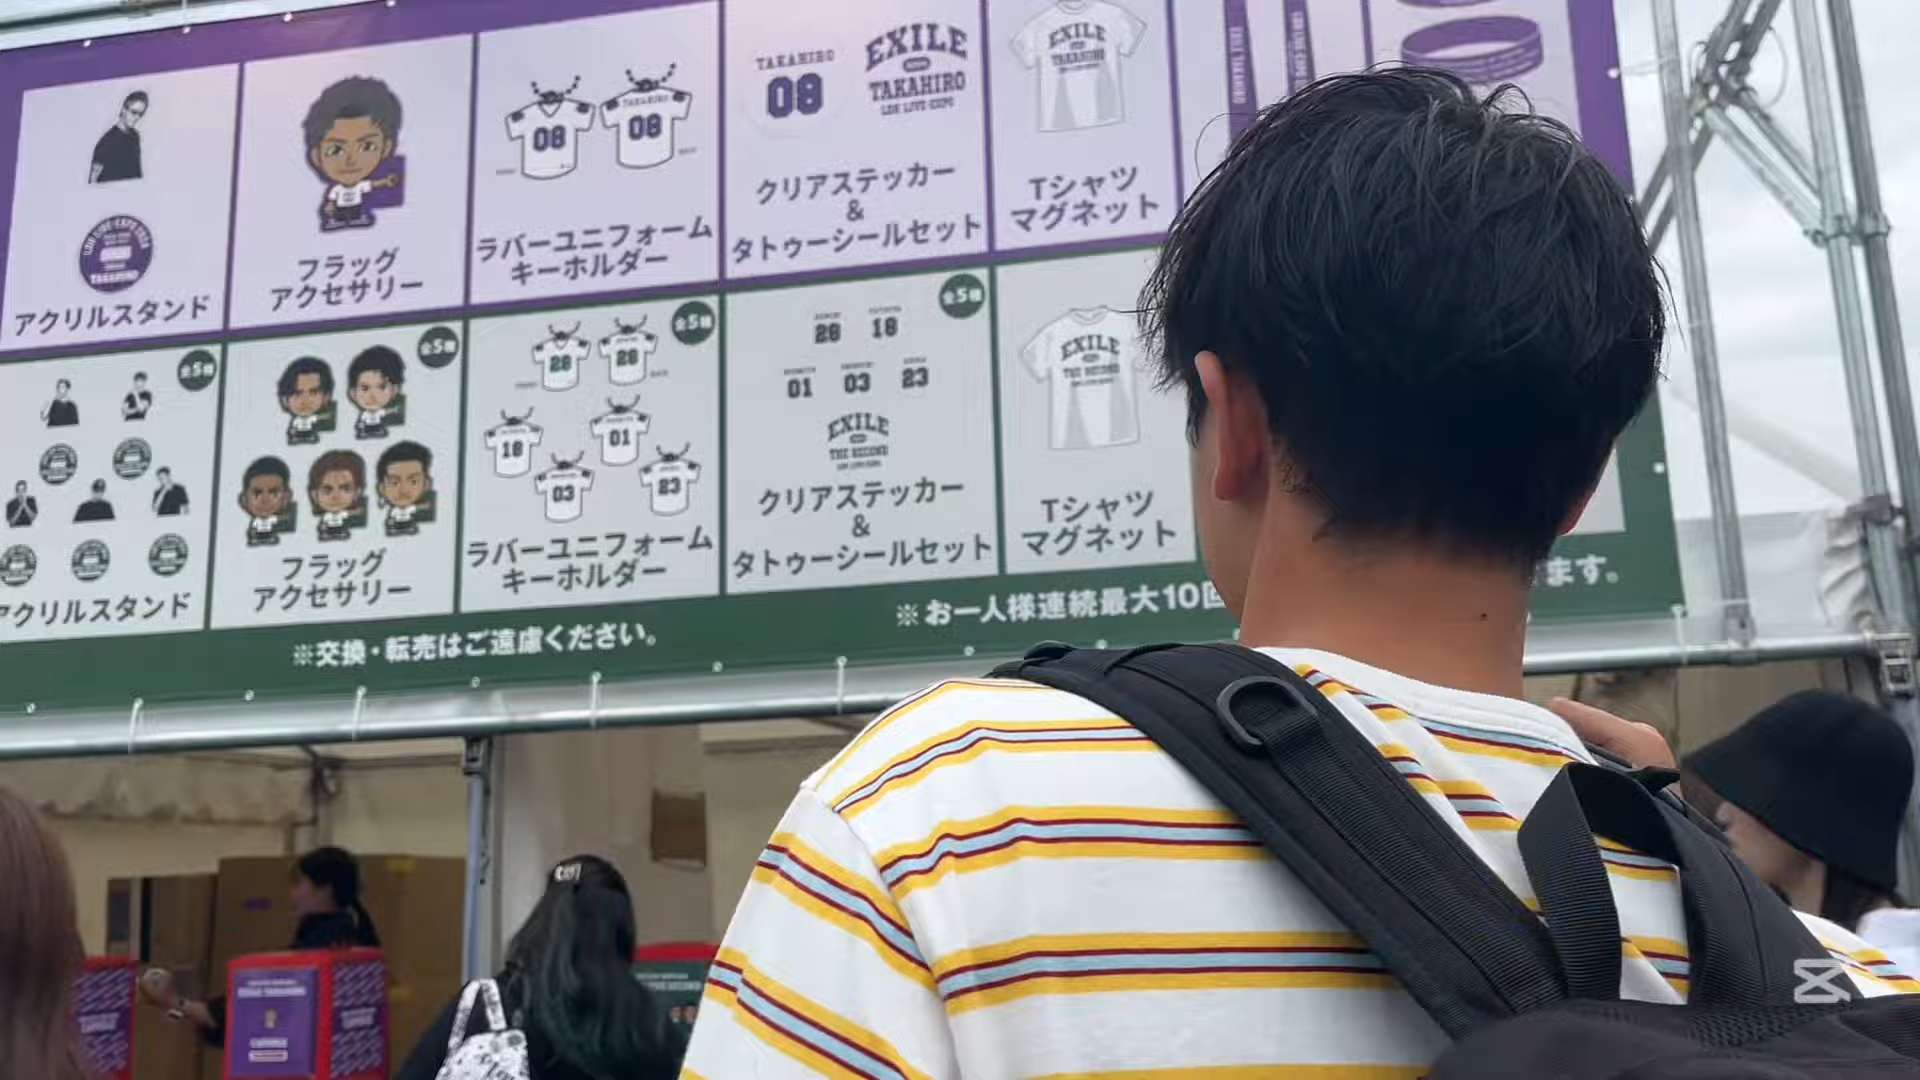 アクリルスタンド
フラッグ
アクセサリー
08
TAKAHIRO
08
ラバーユニフォーム
キーホルダー
TAKAHIRO
08
EXILE
TAKAHIRO
LDH LIVE-EXPO
クリアステッカー
&
タトゥーシールセット
EXILE
TAKAHIRO
Tシャツ
マグネット
全5種
アクリルスタンド
全5種
フラッグ
アクセサリー
全5種
28
28
18
01
03
23
ラバーユニフォーム
キーホルダー
全5種
28
18
01
03
23
EXILE
THE SECOND
LDH LIVE-EXPO
クリアステッカー
&
タトゥーシールセット
EXILE
THE SECOND
Tシャツ
マグネット
※交換・転売はご遠慮ください。
※お一人様連続最大10回
ます。